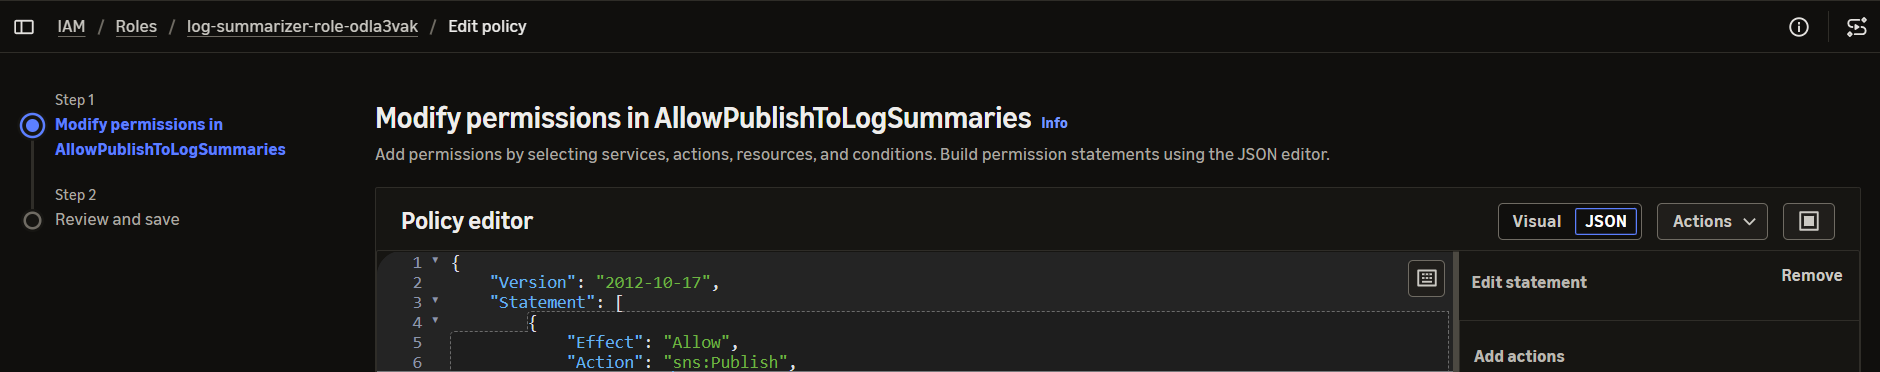 IAM / Roles / log-summarizer-role-odla3vak / Edit policy
Step 1
Modify permissions in
AllowPublishToLogSummaries
Step 2
Review and save
Modify permissions in AllowPublishToLogSummaries Info
Add permissions by selecting services, actions, resources, and conditions. Build permission statements using the JSON editor.
Policy editor
Visual JSON Actions
1 {
2 "Version": "2012-10-17",
3 "Statement": [
4 {
5 "Effect": "Allow",
6 "Action": "sns:Publish",
Edit statement Remove
Add actions